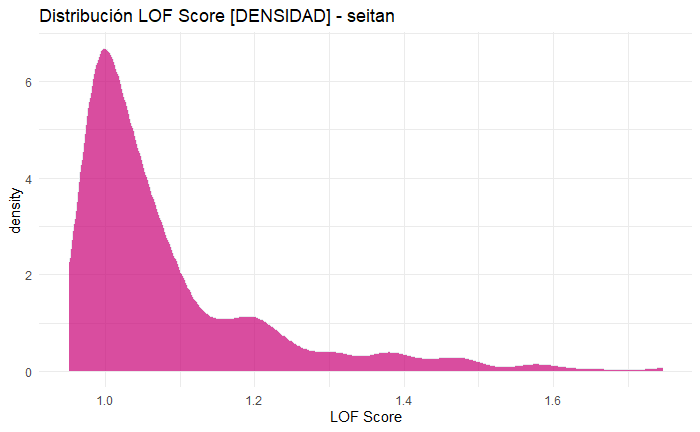 Distribución LOF Score [DENSIDAD] - seitan
density
6
4
2
0
1.0 1.2 1.4 1.6
LOF Score